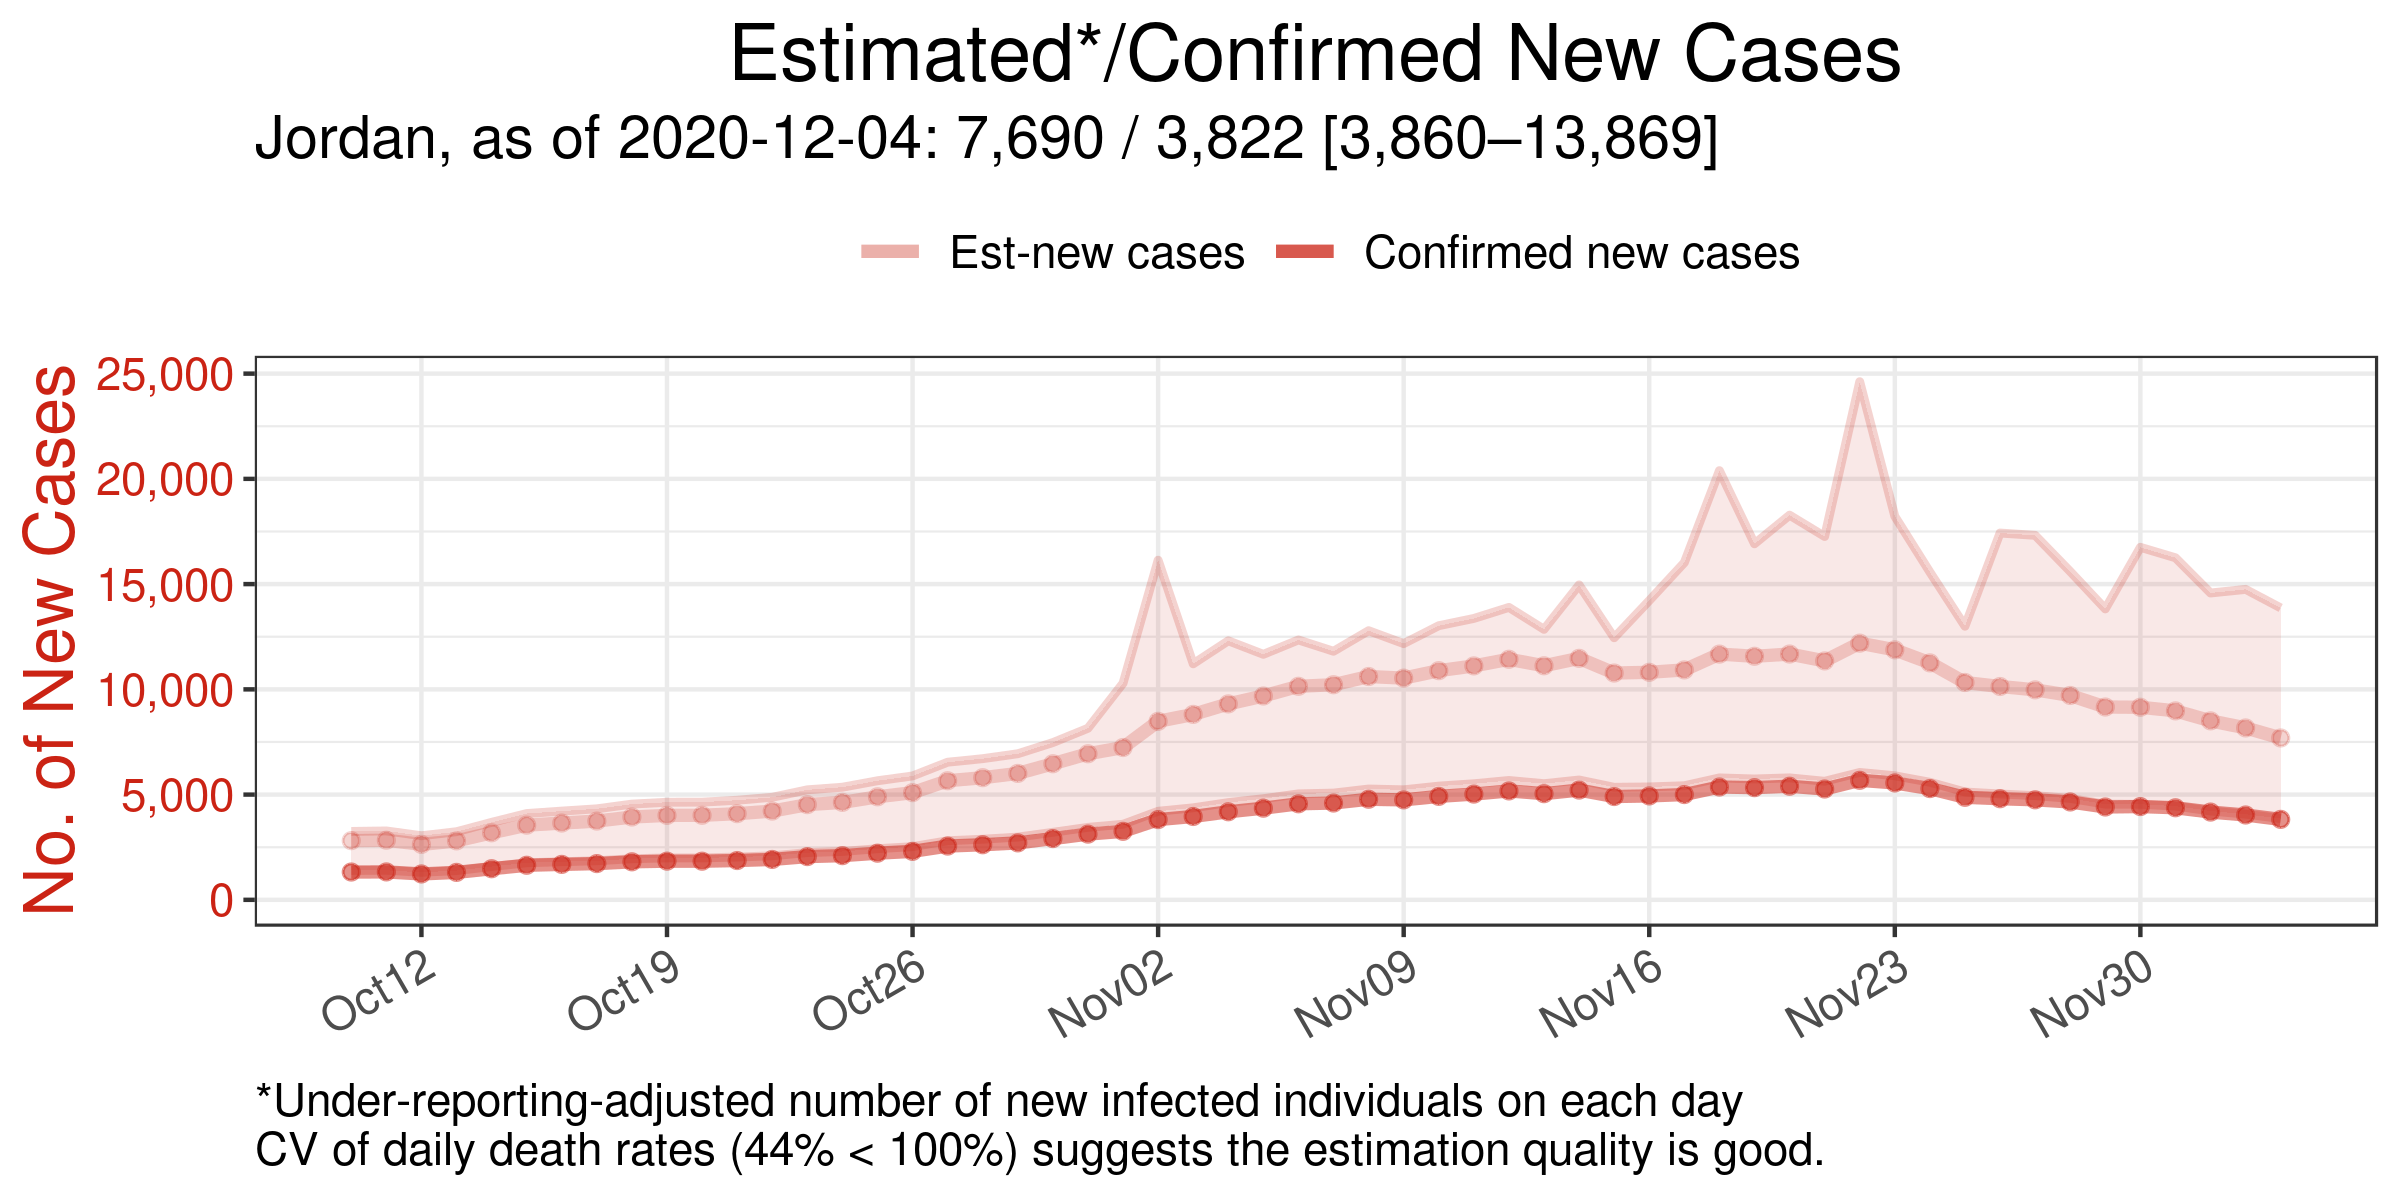 Estimated*/Confirmed New Cases
Jordan, as of 2020-12-04: 7,690 / 3,822 [3,860–13,869]
Est-new cases
Confirmed new cases
No. of New Cases
25,000
20,000
15,000
10,000
5,000
0
Oct12
Oct19
Oct26
Nov02
Nov09
Nov16
Nov23
Nov30
*Under-reporting-adjusted number of new infected individuals on each day
CV of daily death rates (44% < 100%) suggests the estimation quality is good.